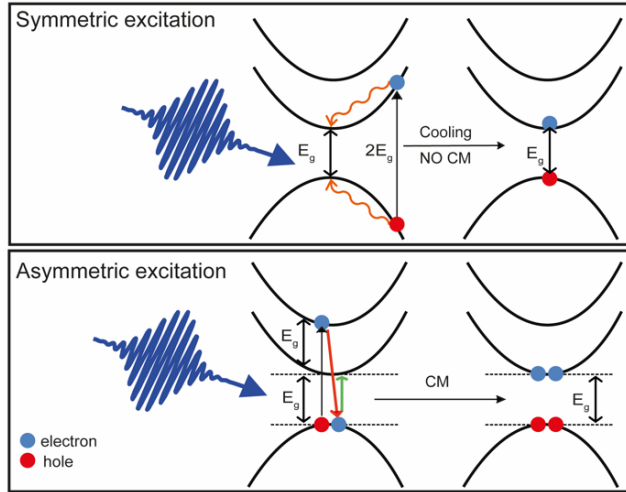 Symmetric excitation
E_g
2E_g
Cooling
NO CM
E_g
Asymmetric excitation
E_g
E_g
CM
E_g
electron
hole